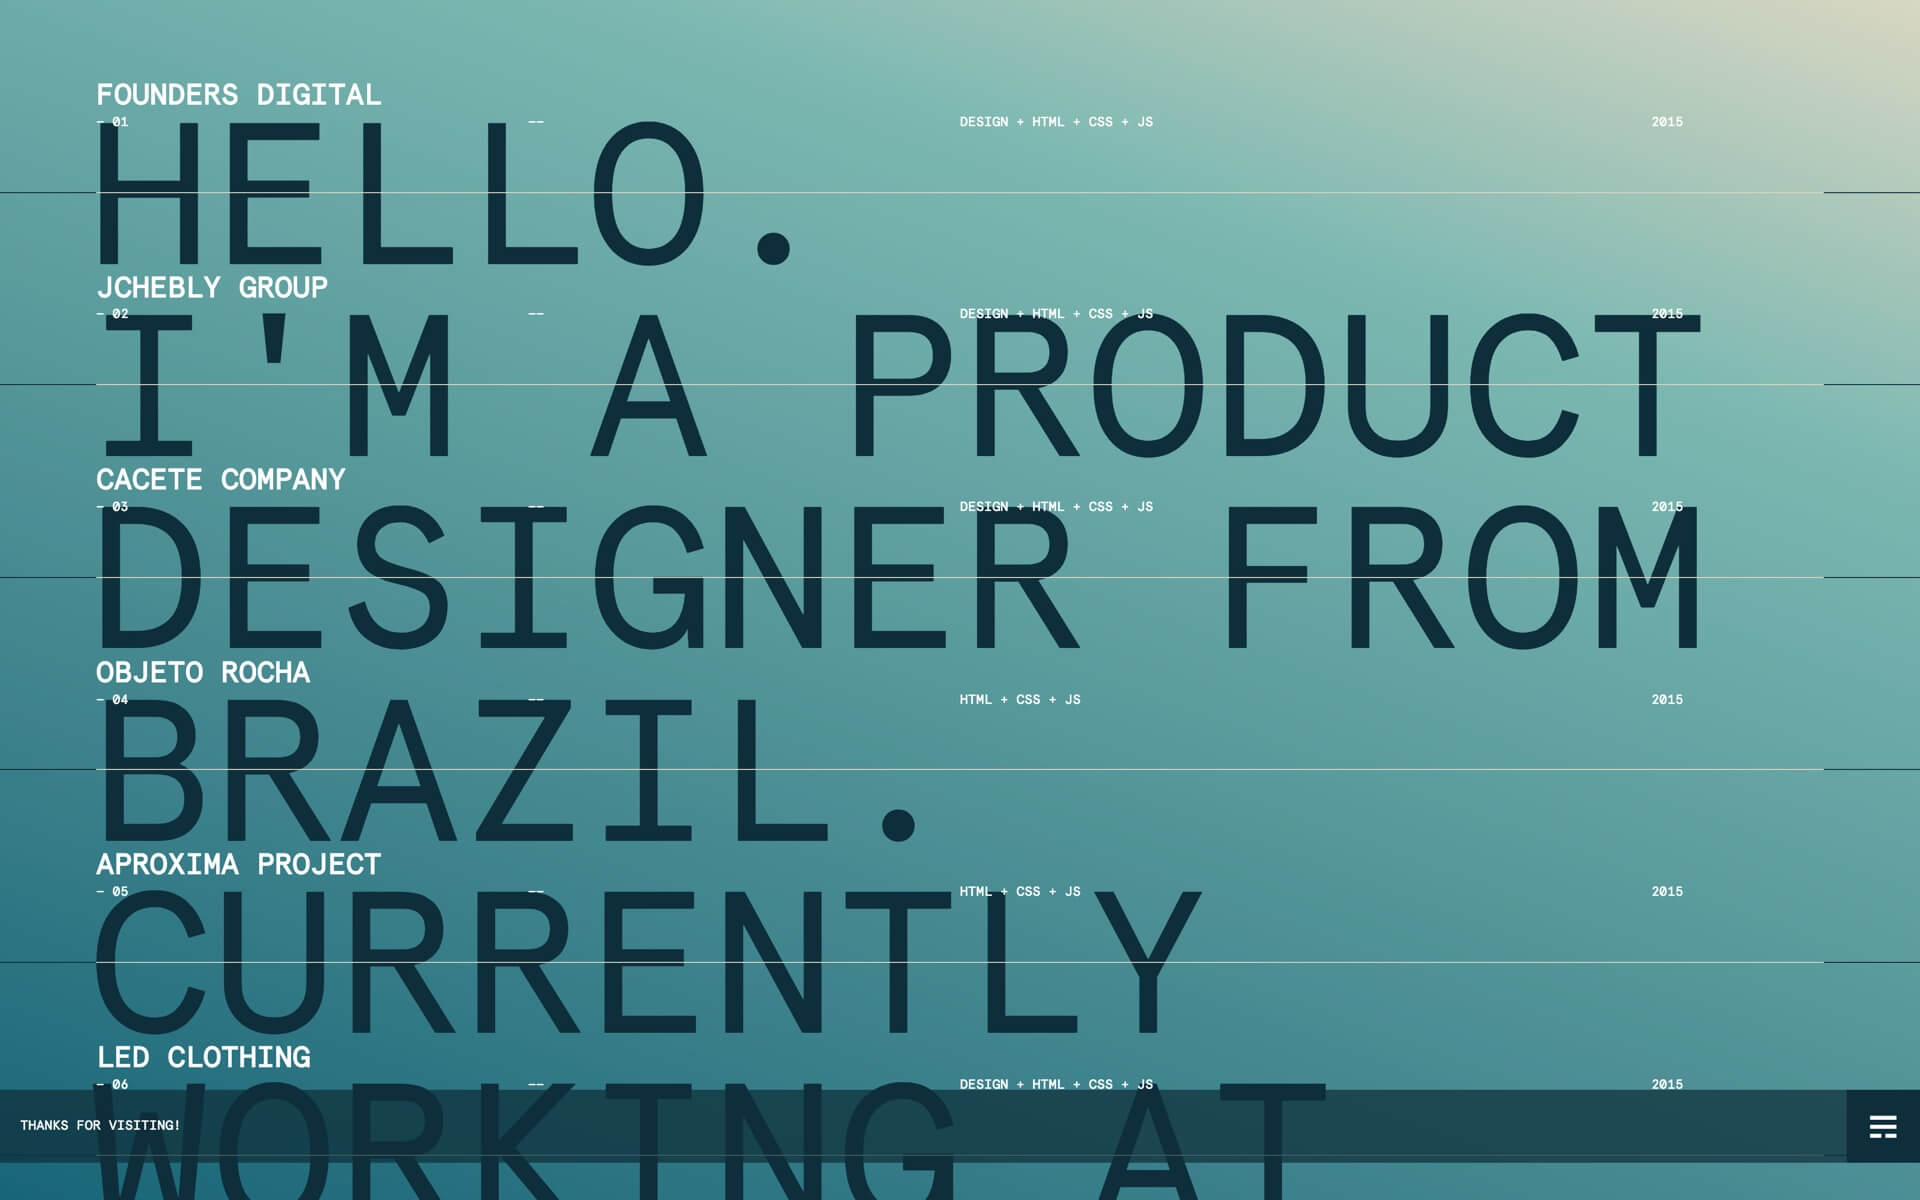 FOUNDERS DIGITAL
— 01 —— DESIGN + HTML + CSS + JS 2015
HELLO.
JCHEBLY GROUP
— 02 —— DESIGN + HTML + CSS + JS 2015
I'M A PRODUCT
CACETE COMPANY
— 03 —— DESIGN + HTML + CSS + JS 2015
DESIGNER FROM
OBJETO ROCHA
— 04 —— HTML + CSS + JS 2015
BRAZIL.
APROXIMA PROJECT
— 05 —— HTML + CSS + JS 2015
CURRENTLY
LED CLOTHING
— 06 —— DESIGN + HTML + CSS + JS 2015
WORKING AT
THANKS FOR VISITING!